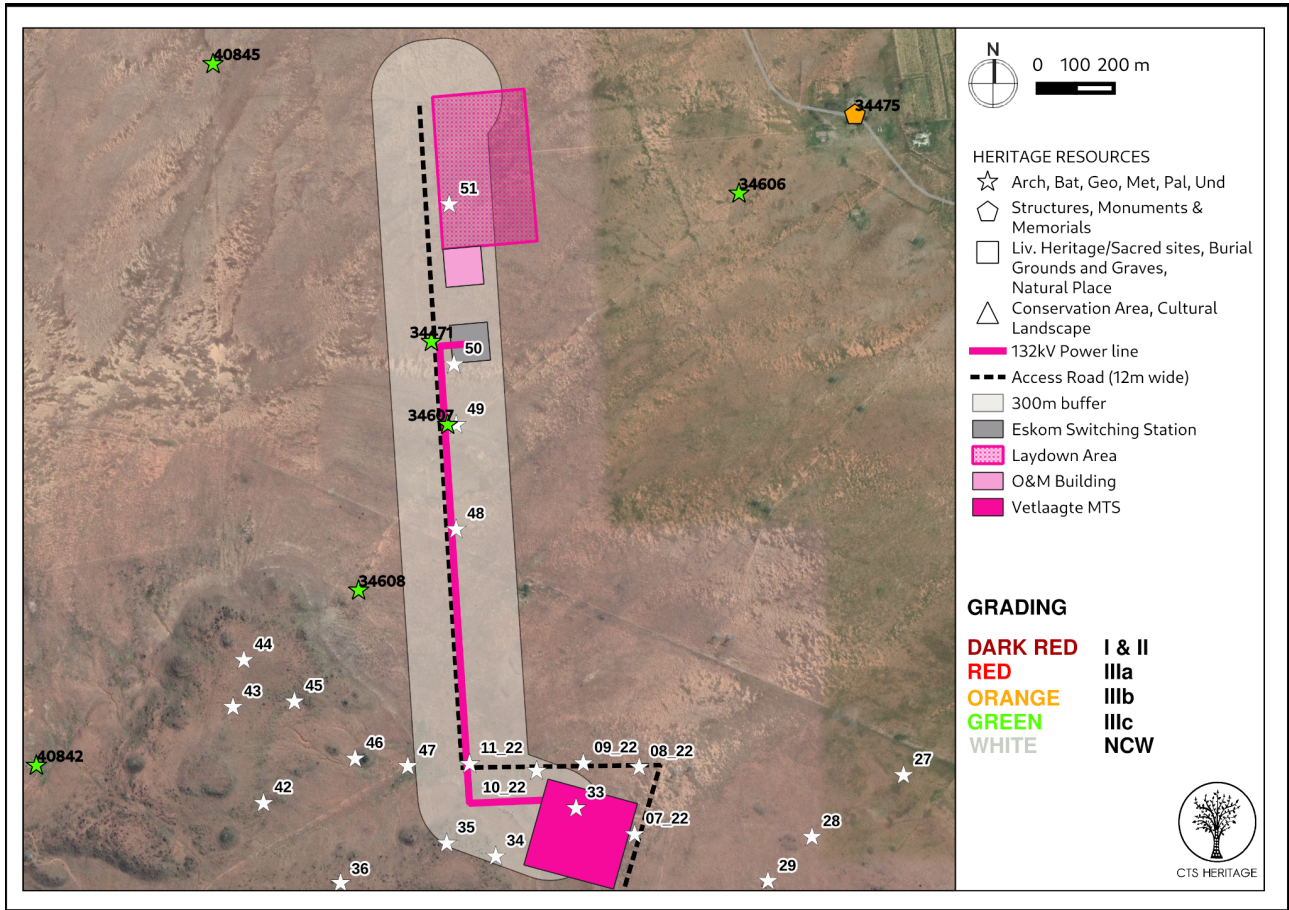 40845
34475
34606
51
34471
50
34607
49
48
34608
44
43
45
46
47
11_22
09_22
08_22
40842
27
42
10_22
33
07_22
28
35
34
36
29
N
0 100 200 m
HERITAGE RESOURCES
Arch, Bat, Geo, Met, Pal, Und
Structures, Monuments &
Memorials
Liv. Heritage/Sacred sites, Burial
Grounds and Graves,
Natural Place
Conservation Area, Cultural
Landscape
132kV Power line
Access Road (12m wide)
300m buffer
Eskom Switching Station
Laydown Area
O&M Building
Vetlaagte MTS
GRADING
DARK RED I & II
RED IIIa
ORANGE IIIb
GREEN IIIc
WHITE NCW
CTS HERITAGE